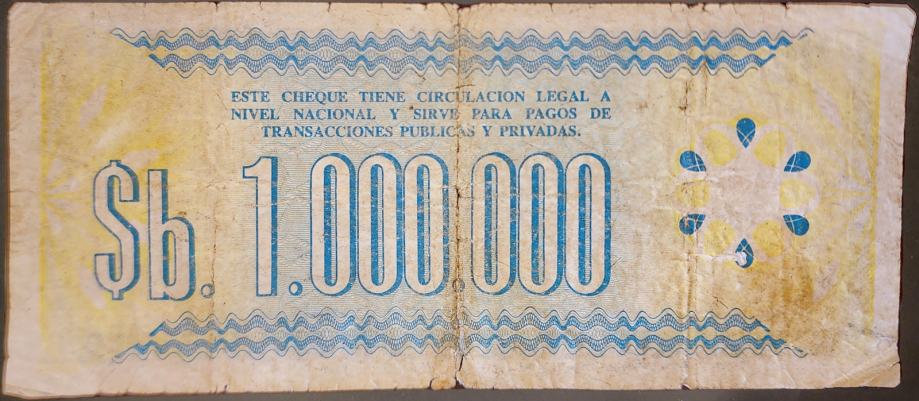 ESTE CHEQUE TIENE CIRCULACION LEGAL A
NIVEL NACIONAL Y SIRVE PARA PAGOS DE
TRANSACCIONES PUBLICAS Y PRIVADAS.
$b. 1.000.000